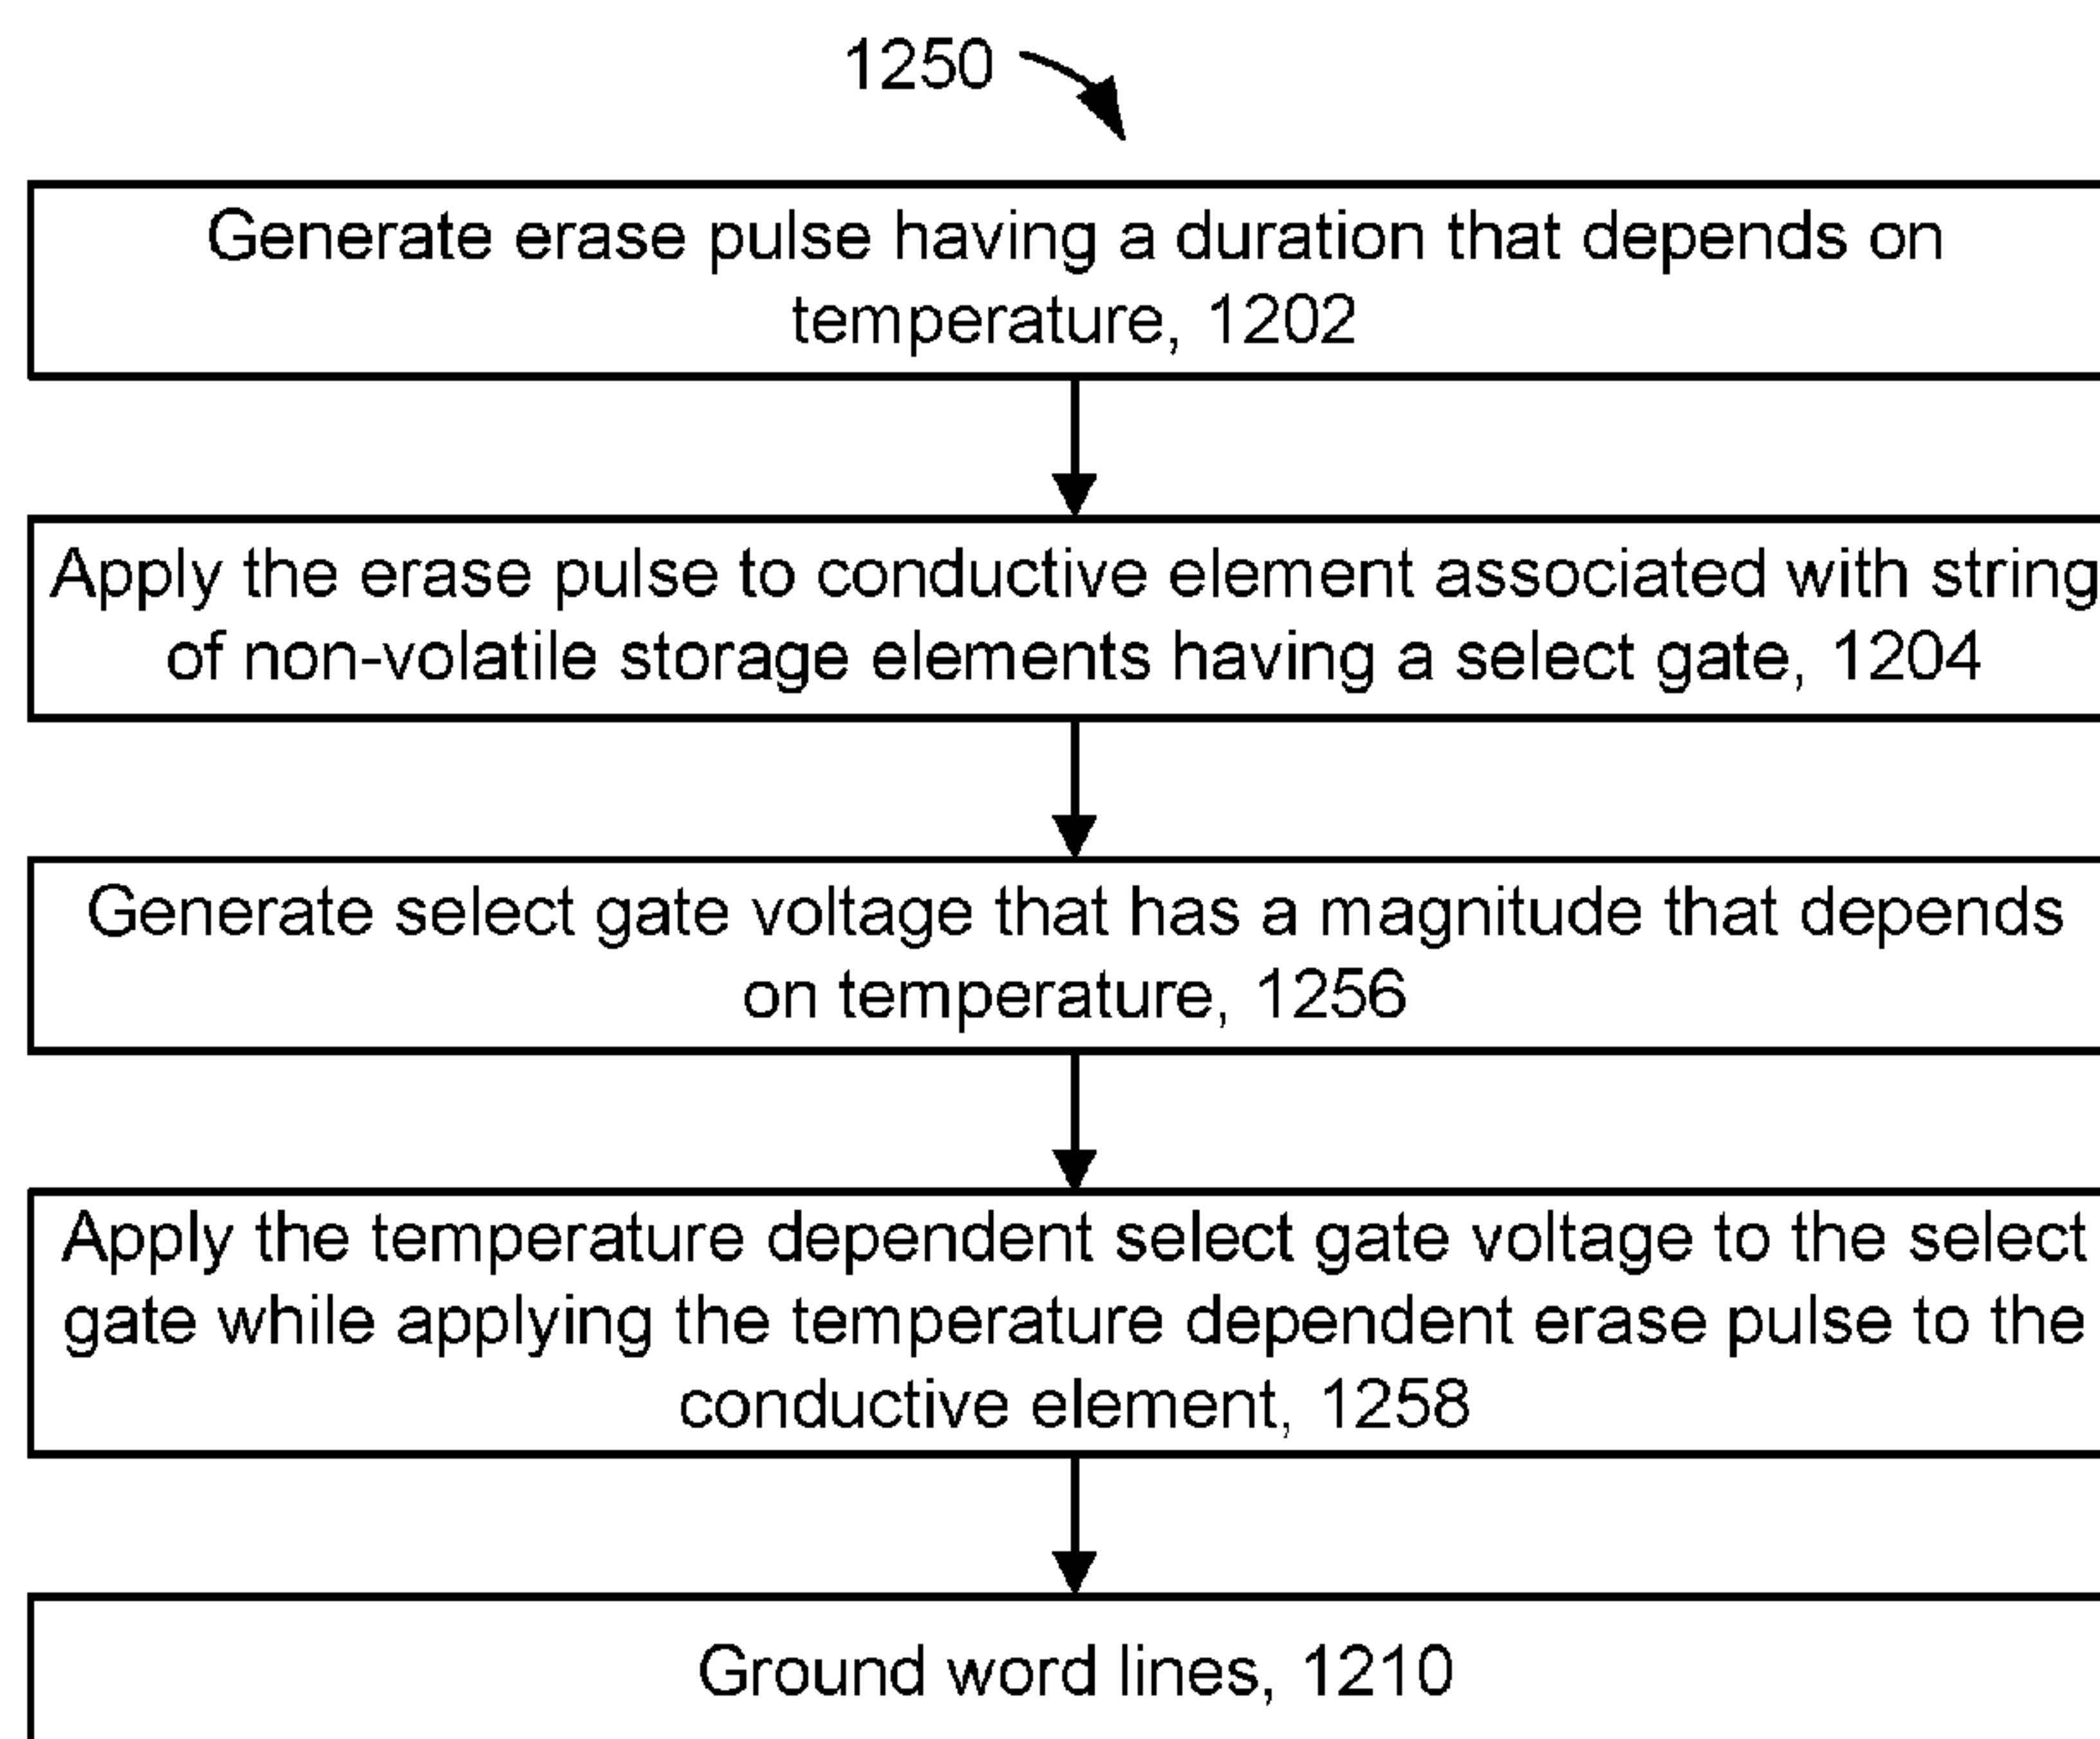 1250
Generate erase pulse having a duration that depends on
temperature, 1202
Apply the erase pulse to conductive element associated with string
of non-volatile storage elements having a select gate, 1204
Generate select gate voltage that has a magnitude that depends
on temperature, 1256
Apply the temperature dependent select gate voltage to the select
gate while applying the temperature dependent erase pulse to the
conductive element, 1258
Ground word lines, 1210